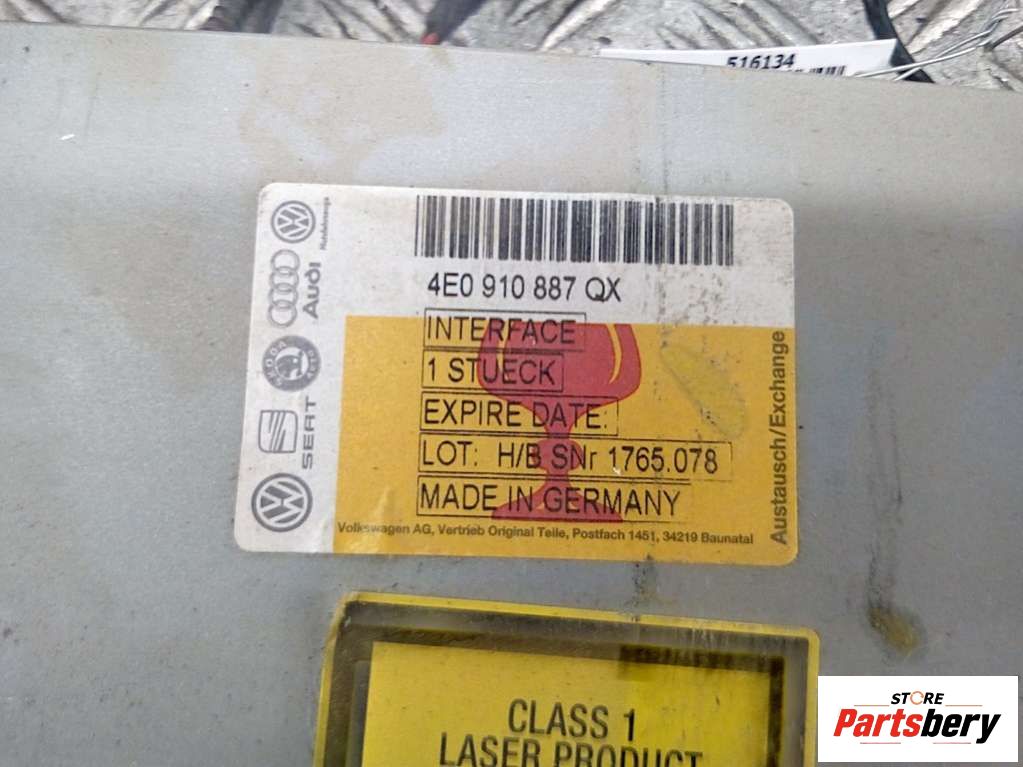 516134
4E0 910 887 QX
INTERFACE
1 STUECK
EXPIRE DATE:
LOT: H/B SNr 1765.078
MADE IN GERMANY
Volkswagen AG, Vertrieb Original Teile, Postfach 1451, 34219 Baunatal
Austausch/Exchange
Audi
SEAT
CLASS 1
LASER PRODUCT
STORE
Partsbery